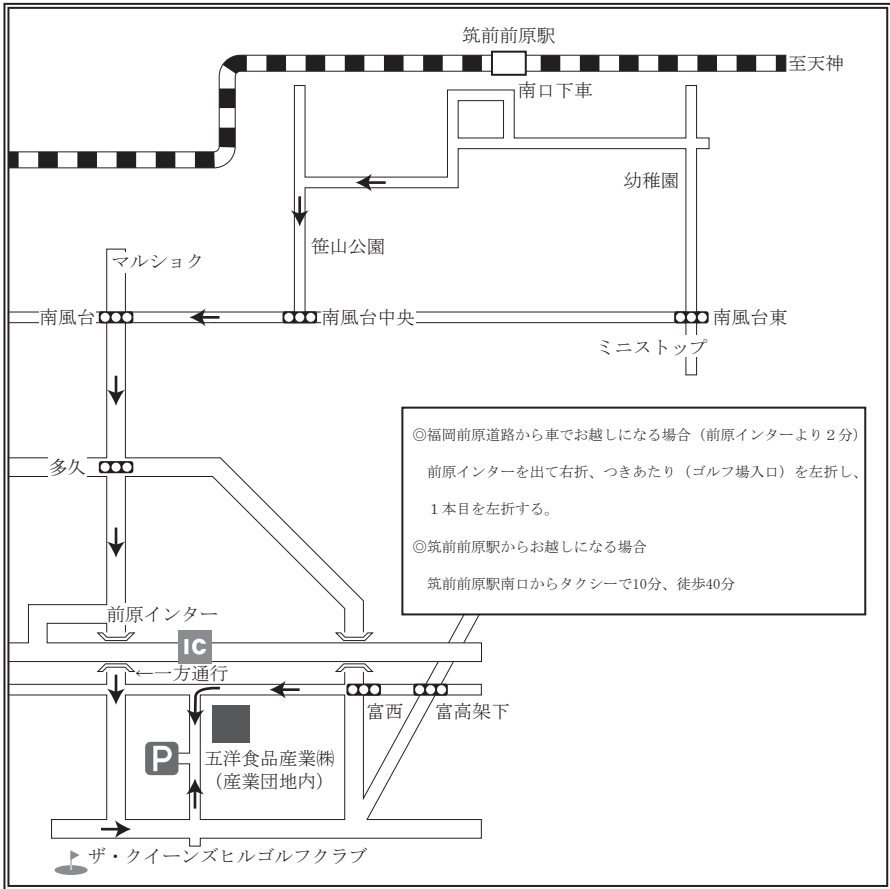 筑前前原駅
至天神
南口下車
幼稚園
笹山公園
マルショク
南風台
南風台中央
南風台東
ミニストップ
◎福岡前原道路から車でお越しになる場合（前原インターより２分）
前原インターを出て右折、つきあたり（ゴルフ場入口）を左折し、
１本目を左折する。
◎筑前前原駅からお越しになる場合
筑前前原駅南口からタクシーで10分、徒歩40分
多久
前原インター
IC
←一方通行
富西
富高架下
P
五洋食品産業㈱
（産業団地内）
ザ・クイーンズヒルゴルフクラブ